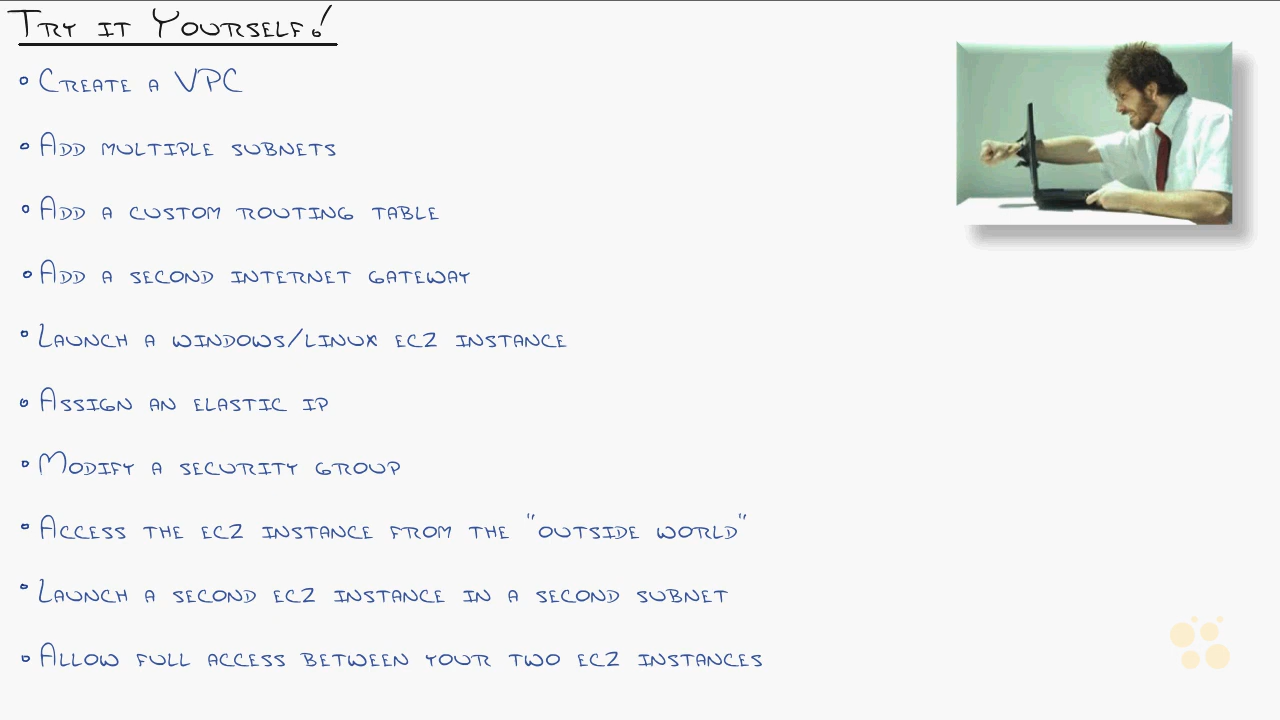 Try it Yourself!
Create a VPC
Add multiple subnets
Add a custom routing table
Add a second internet gateway
Launch a windows/linux EC2 instance
Assign an elastic IP
Modify a security group
Access the EC2 instance from the "outside world"
Launch a second EC2 instance in a second subnet
Allow full access between your two EC2 instances